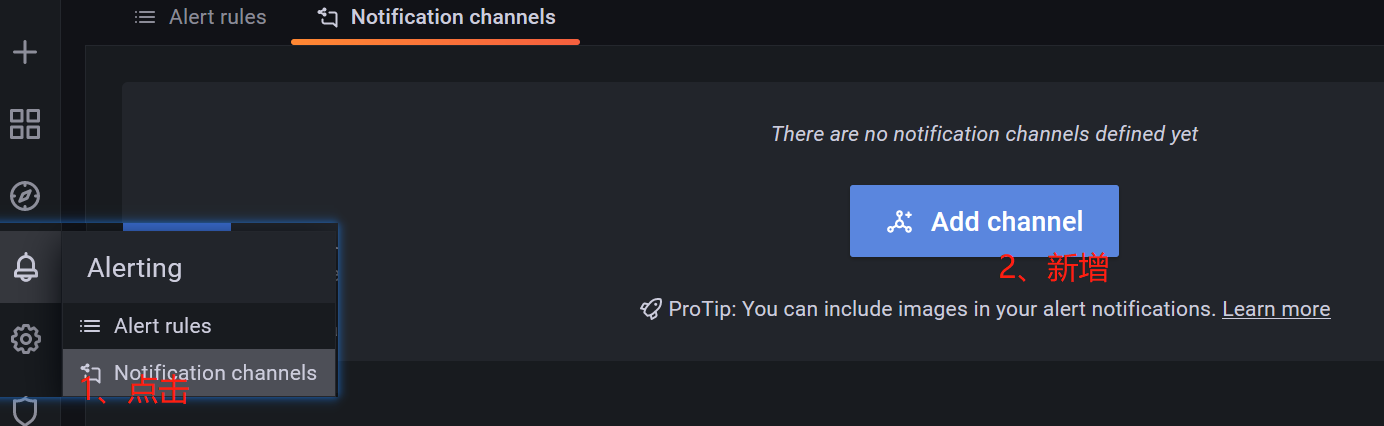 Alert rules
Notification channels
There are no notification channels defined yet
Add channel
2、新增
ProTip: You can include images in your alert notifications. Learn more
Alerting
Alert rules
Notification channels
1、点击